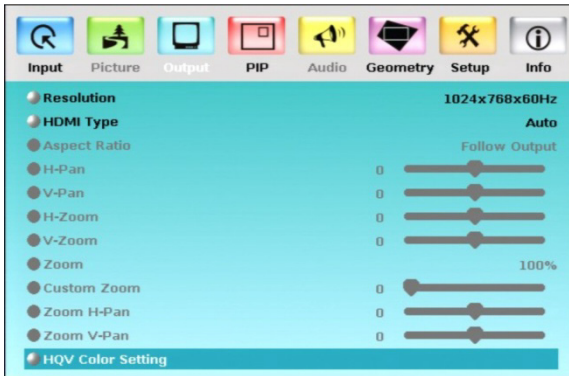 Input Picture Output PIP Audio Geometry Setup Info
Resolution 1024x768x60Hz
HDMI Type Auto
Aspect Ratio Follow Output
H-Pan 0
V-Pan 0
H-Zoom 0
V-Zoom 0
Zoom 100%
Custom Zoom 0
Zoom H-Pan 0
Zoom V-Pan 0
HQV Color Setting